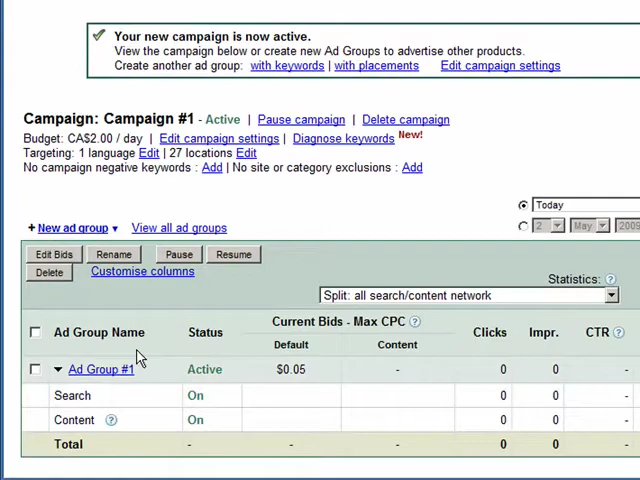 Your new campaign is now active.
View the campaign below or create new Ad Groups to advertise other products.
Create another ad group: with keywords | with placements Edit campaign settings
Campaign: Campaign #1 - Active | Pause campaign | Delete campaign
Budget: CA$2.00 / day | Edit campaign settings | Diagnose keywords New!
Targeting: 1 language Edit | 27 locations Edit
No campaign negative keywords : Add | No site or category exclusions : Add
Today
+ New ad group ▼ View all ad groups
2 May 2009
Edit Bids Rename Pause Resume
Delete Customise columns
Statistics: ?
Split: all search/content network
Current Bids - Max CPC ?
Ad Group Name Status Clicks Impr. CTR ?
Default Content
Ad Group #1 Active $0.05 - 0 0 -
Search On 0 0 -
Content ? On 0 0 -
Total - - - 0 0 -